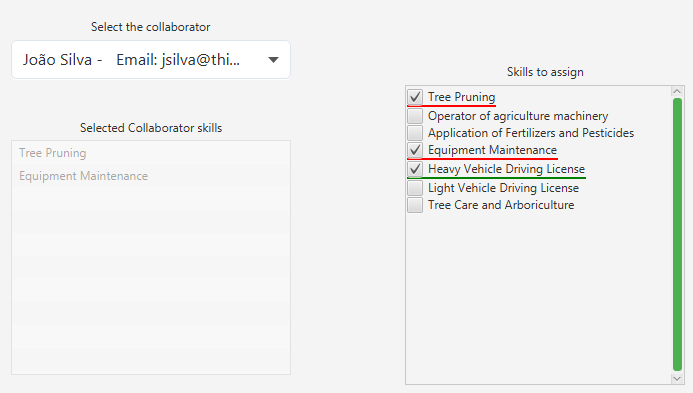 Select the collaborator
João Silva -   Email: jsilva@thi...
Selected Collaborator skills
Tree Pruning
Equipment Maintenance
Skills to assign
Tree Pruning
Operator of agriculture machinery
Application of Fertilizers and Pesticides
Equipment Maintenance
Heavy Vehicle Driving License
Light Vehicle Driving License
Tree Care and Arboriculture